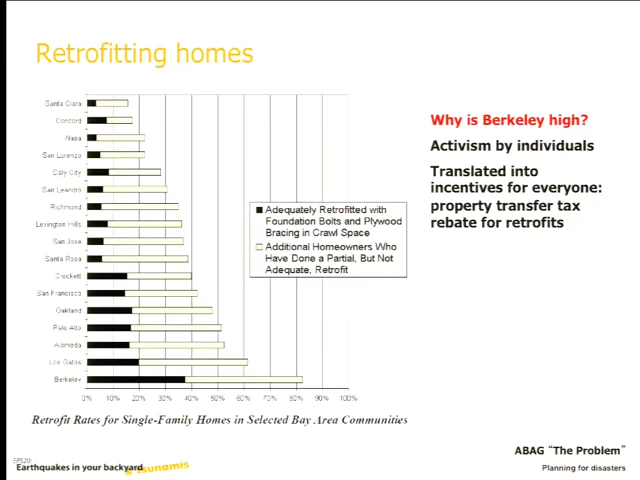 Retrofitting homes
Santa Clara
Concord
Napa
San Lorenzo
Daly City
San Leandro
Richmond
Lexington Hills
San Jose
Santa Rosa
Crockett
San Francisco
Oakland
Palo Alto
Alameda
Los Gatos
Berkeley
0% 10% 20% 30% 40% 50% 60% 70% 80% 90% 100%
Adequately Retrofitted with
Foundation Bolts and Plywood
Bracing in Crawl Space
Additional Homeowners Who
Have Done a Partial, But Not
Adequate, Retrofit
Retrofit Rates for Single-Family Homes in Selected Bay Area Communities
Why is Berkeley high?
Activism by individuals
Translated into
incentives for everyone:
property transfer tax
rebate for retrofits
ABAG "The Problem"
EPS20:
Earthquakes in your backyard & tsunamis
Planning for disasters